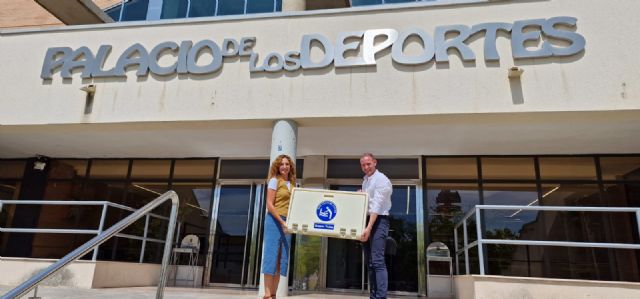 PALACIO DE LOS DEPORTES